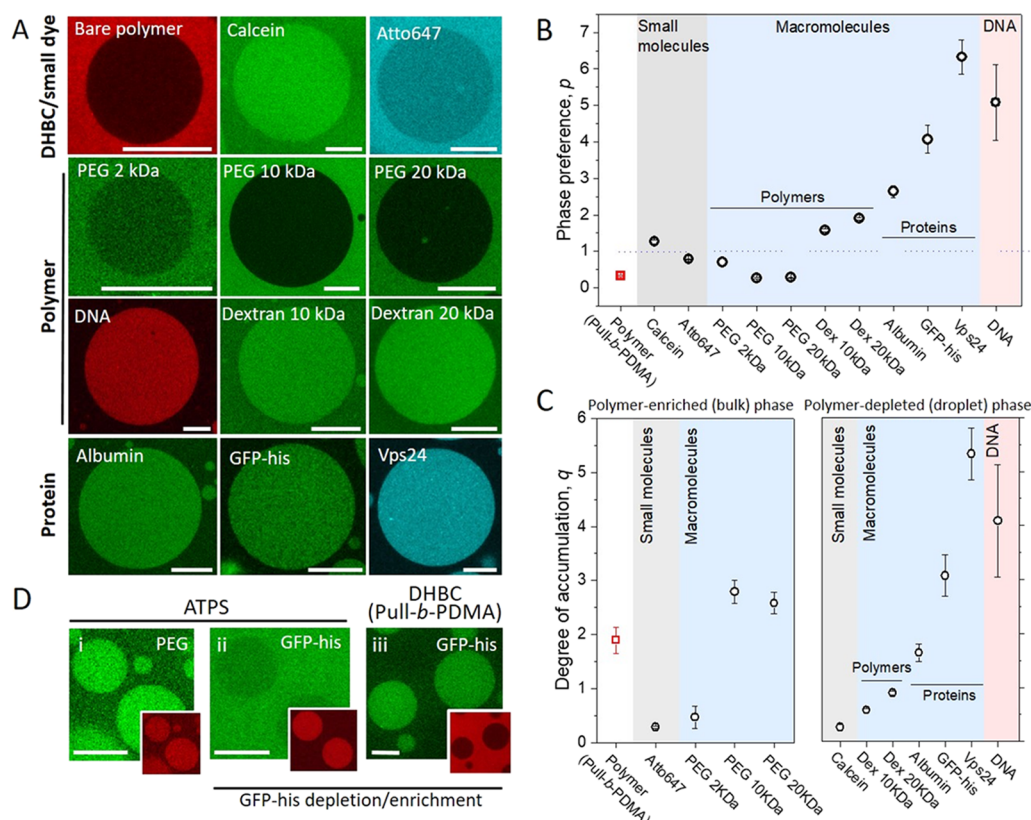 A
DHBC/small dye
Bare polymer
Calcein
Atto647
Polymer
PEG 2 kDa
PEG 10 kDa
PEG 20 kDa
DNA
Dextran 10 kDa
Dextran 20 kDa
Protein
Albumin
GFP-his
Vps24
B
Phase preference, p
7
6
5
4
3
2
1
0
Small
molecules
Macromolecules
DNA
Polymers
Proteins
Polymer
(Pull-b-PDMA)
Calcein
Atto647
PEG 2kDa
PEG 10kDa
PEG 20kDa
Dex 10kDa
Dex 20kDa
Albumin
GFP-his
Vps24
DNA
C
Polymer-enriched (bulk) phase
Polymer-depleted (droplet) phase
Degree of accumulation, q
6
5
4
3
2
1
0
Small molecules
Macromolecules
Small molecules
Macromolecules
DNA
Polymers
Proteins
Polymer
(Pull-b-PDMA)
Atto647
PEG 2KDa
PEG 10KDa
PEG 20KDa
Calcein
Dex 10KDa
Dex 20KDa
Albumin
GFP-his
Vps24
DNA
D
ATPS
DHBC
(Pull-b-PDMA)
i
PEG
ii
GFP-his
iii
GFP-his
GFP-his depletion/enrichment